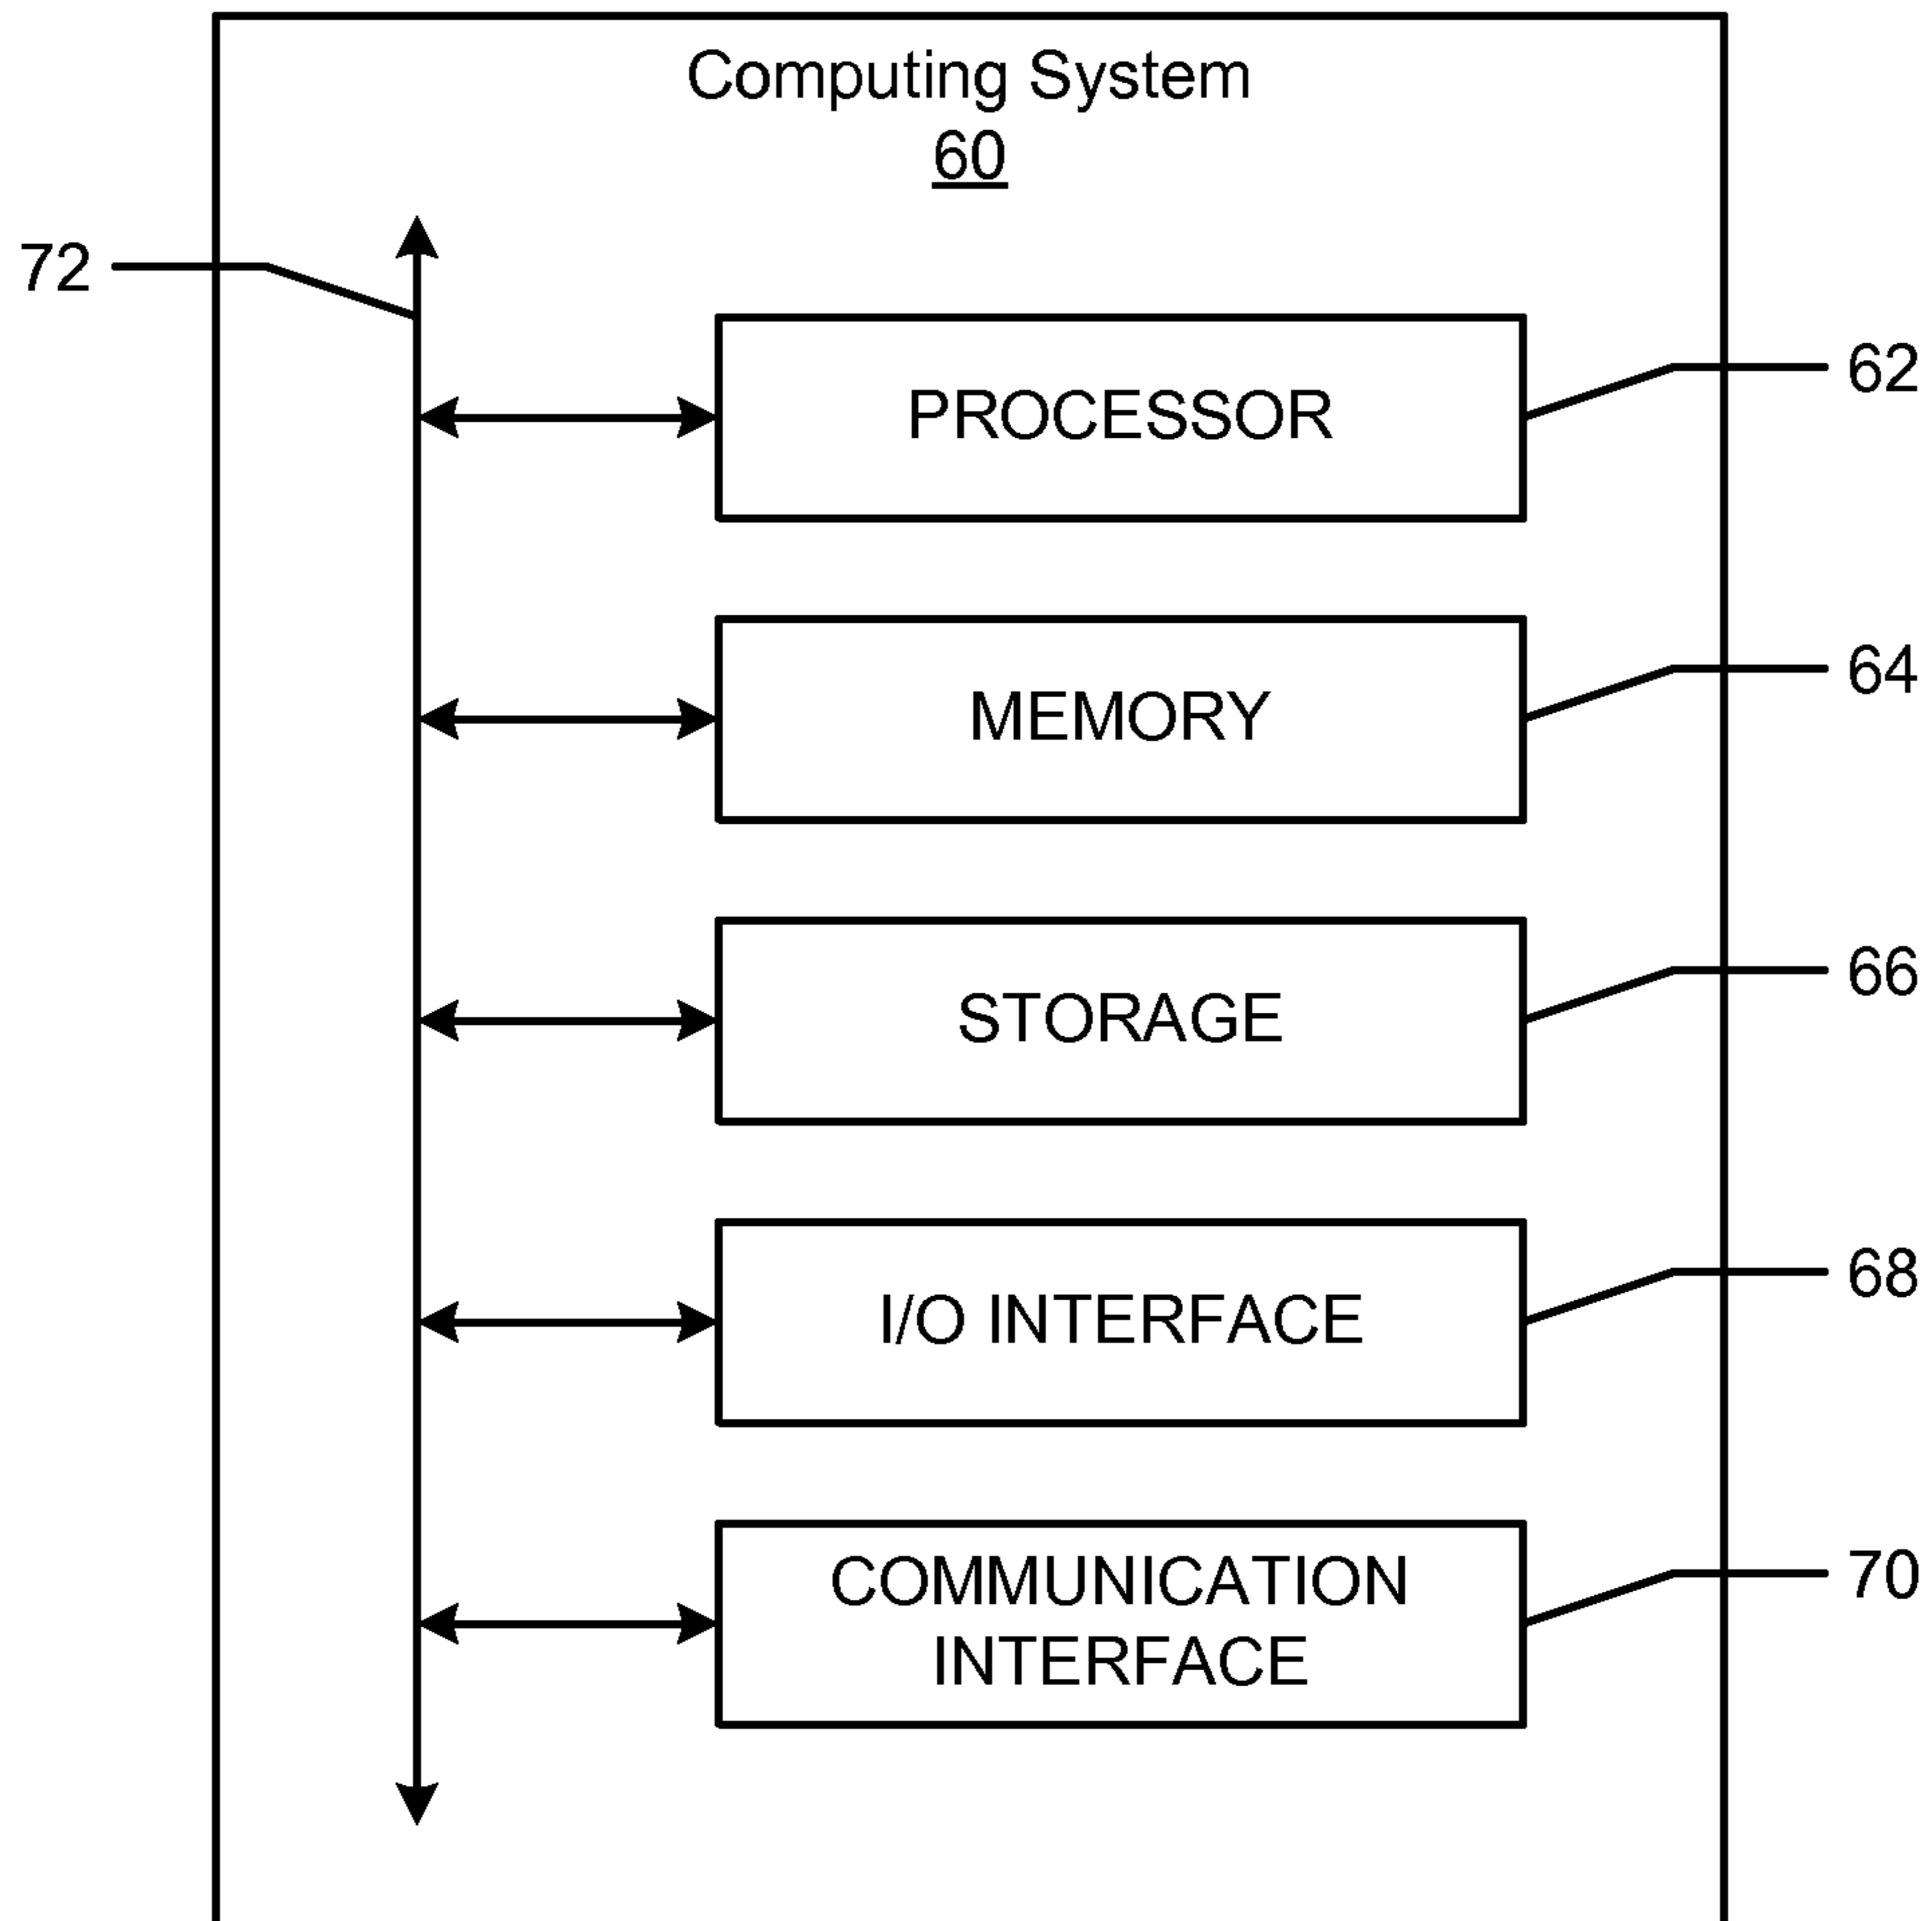 Computing System
60
72
PROCESSOR
62
MEMORY
64
STORAGE
66
I/O INTERFACE
68
COMMUNICATION
INTERFACE
70